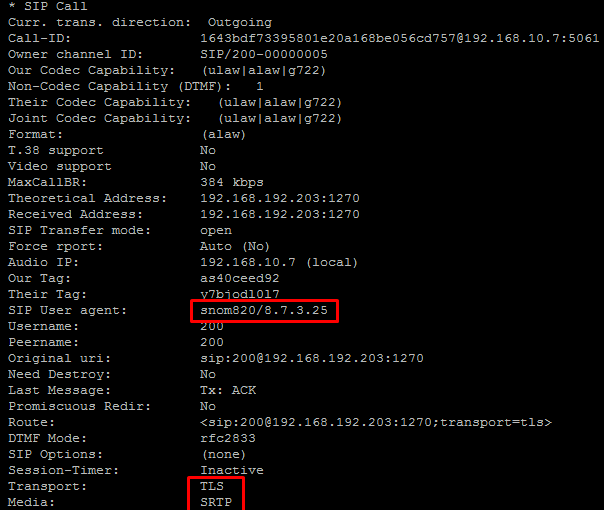 * SIP Call
Curr. trans. direction:  Outgoing
Call-ID:                1643bdf73395801e20a168be056cd757@192.168.10.7:5061
Owner channel ID:       SIP/200-00000005
Our Codec Capability:   (ulaw|alaw|g722)
Non-Codec Capability (DTMF):   1
Their Codec Capability:   (ulaw|alaw|g722)
Joint Codec Capability:   (ulaw|alaw|g722)
Format:                 (alaw)
T.38 support            No
Video support           No
MaxCallBR:              384 kbps
Theoretical Address:    192.168.192.203:1270
Received Address:       192.168.192.203:1270
SIP Transfer mode:      open
Force rport:            Auto (No)
Audio IP:               192.168.10.7 (local)
Our Tag:                as40ceed92
Their Tag:              y7bjodl0l7
SIP User agent:         snom820/8.7.3.25
Username:               200
Peername:               200
Original uri:           sip:200@192.168.192.203:1270
Need Destroy:           No
Last Message:           Tx: ACK
Promiscuous Redir:      No
Route:                  <sip:200@192.168.192.203:1270;transport=tls>
DTMF Mode:              rfc2833
SIP Options:            (none)
Session-Timer:          Inactive
Transport:              TLS
Media:                  SRTP